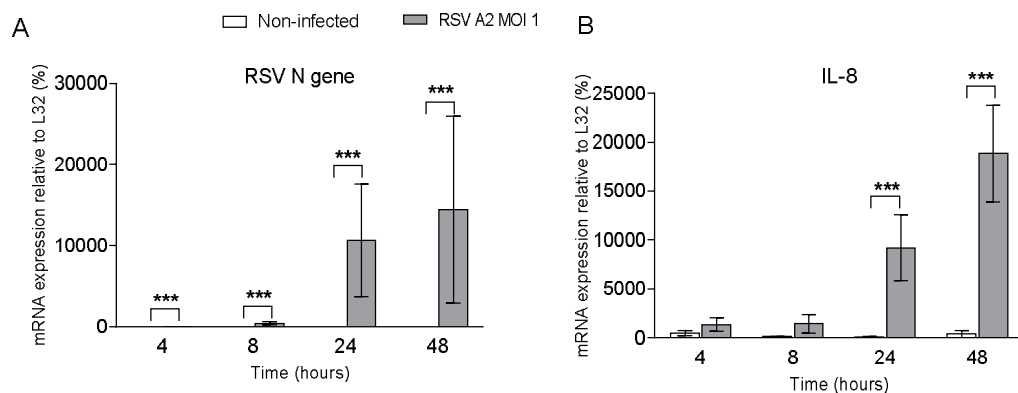 A
Non-infected
RSV A2 MOI 1
B
RSV N gene
mRNA expression relative to L32 (%)
30000
20000
10000
0
***
***
***
***
4
8
24
48
Time (hours)
IL-8
mRNA expression relative to L32 (%)
25000
20000
15000
10000
5000
0
***
***
4
8
24
48
Time (hours)